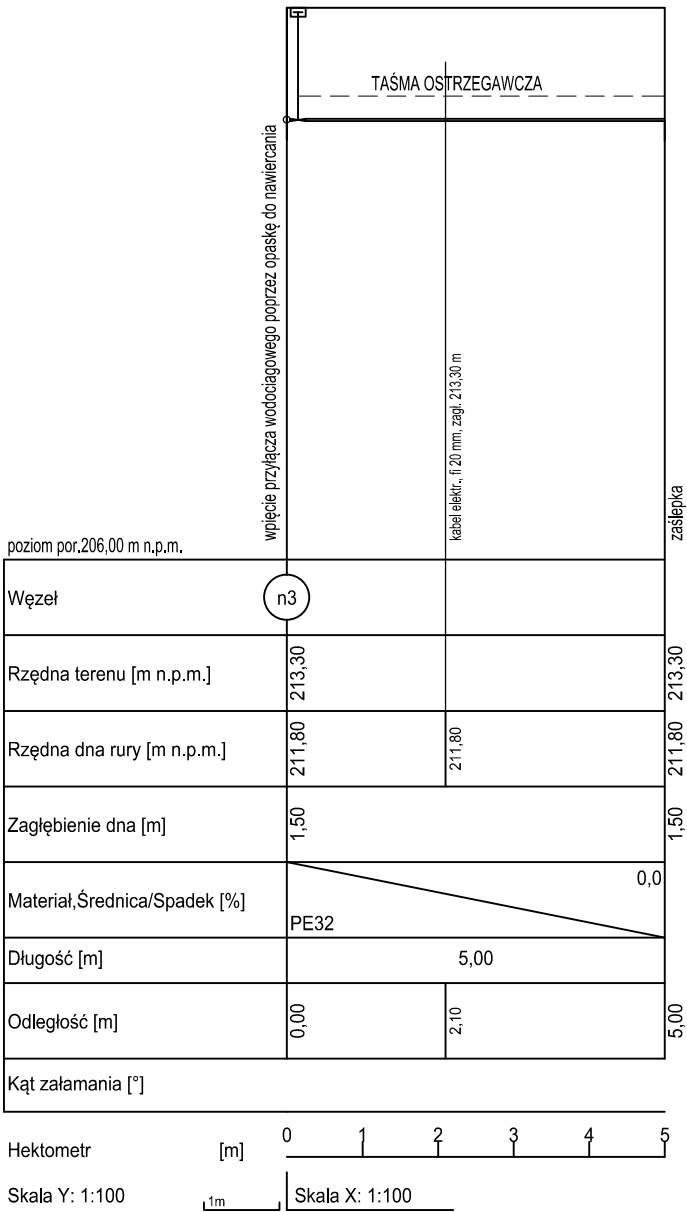 TAŚMA OSTRZEGAWCZA
wpięcie przyłącza wodociągowego poprzez opaskę do nawiercania
kabel elektr., fi 20 mm, zagł. 213,30 m
zaślepka
poziom por.206,00 m n.p.m.
Węzeł n3
Rzędna terenu [m n.p.m.] 213,30 213,30
Rzędna dna rury [m n.p.m.] 211,80 211,80 211,80
Zagłębienie dna [m] 1,50 1,50
Materiał,Średnica/Spadek [%] PE32 0,0
Długość [m] 5,00
Odległość [m] 0,00 2,10 5,00
Kąt załamania [°]
Hektometr [m] 0 1 2 3 4 5
Skala Y: 1:100 1m Skala X: 1:100